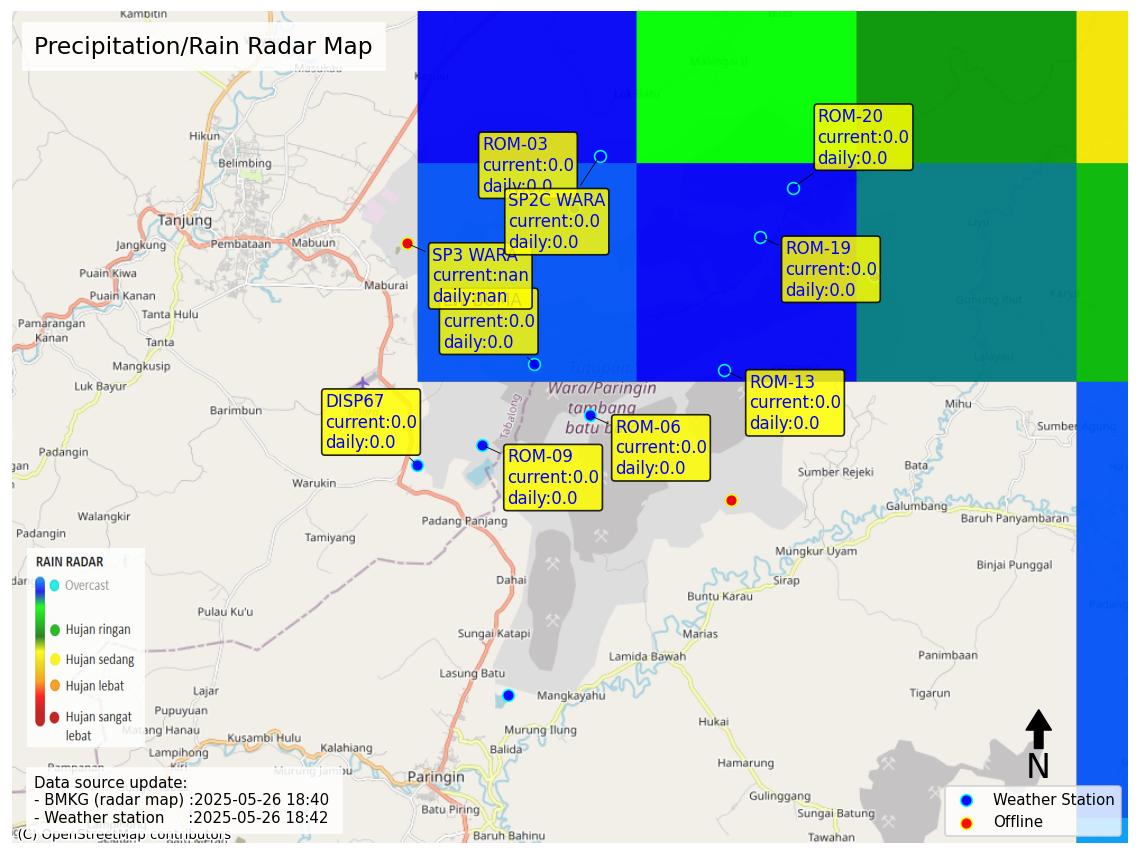 Kambitin
Precipitation/Rain Radar Map
Masukau
Kapulu
Hikun
Belimbing
Tanjung
Jangkung
Pembataan
Mabuun
Puain Kiwa
Maburai
Puain Kanan
Tanta Hulu
Pamarangan
Kanan
Tanta
Mangkusip
Luk Bayur
Barimbun
Padangin
Warukin
Walangkir
Padangin
Tamiyang
Padang Panjang
Tabalong
Wara/Paringin
tambang
batu b
ROM-03
current:0.0
daily:0.0
SP2C WARA
current:0.0
daily:0.0
SP3 WARA
current:nan
daily:nan
current:0.0
daily:0.0
ROM-20
current:0.0
daily:0.0
ROM-19
current:0.0
daily:0.0
ROM-13
current:0.0
daily:0.0
DISP67
current:0.0
daily:0.0
ROM-06
current:0.0
daily:0.0
ROM-09
current:0.0
daily:0.0
Mihu
Sumber Agung
Sumber Rejeki
Bata
Galumbang
Baruh Panyambaran
Mungkur Uyam
Binjai Punggal
Sirap
Buntu Karau
Dahai
Pulau Ku'u
Sungai Katapi
Marias
Lamida Bawah
Panimbaan
Lasung Batu
Lajar
Mangkayahu
Tigarun
Pupuyuan
Matang Hanau
Kusambi Hulu
Murung Ilung
Hukai
Lampihong
Kiri
Kalahiang
Balida
Murung Jambu
Hamarung
Pampanan
Paringin
Gulinggang
Batu Piring
Sungai Batung
Baruh Bahinu
Tawahan
RAIN RADAR
Overcast
Hujan ringan
Hujan sedang
Hujan lebat
Hujan sangat
lebat
Data source update:
- BMKG (radar map) :2025-05-26 18:40
- Weather station :2025-05-26 18:42
(C) OpenStreetMap contributors
N
Weather Station
Offline